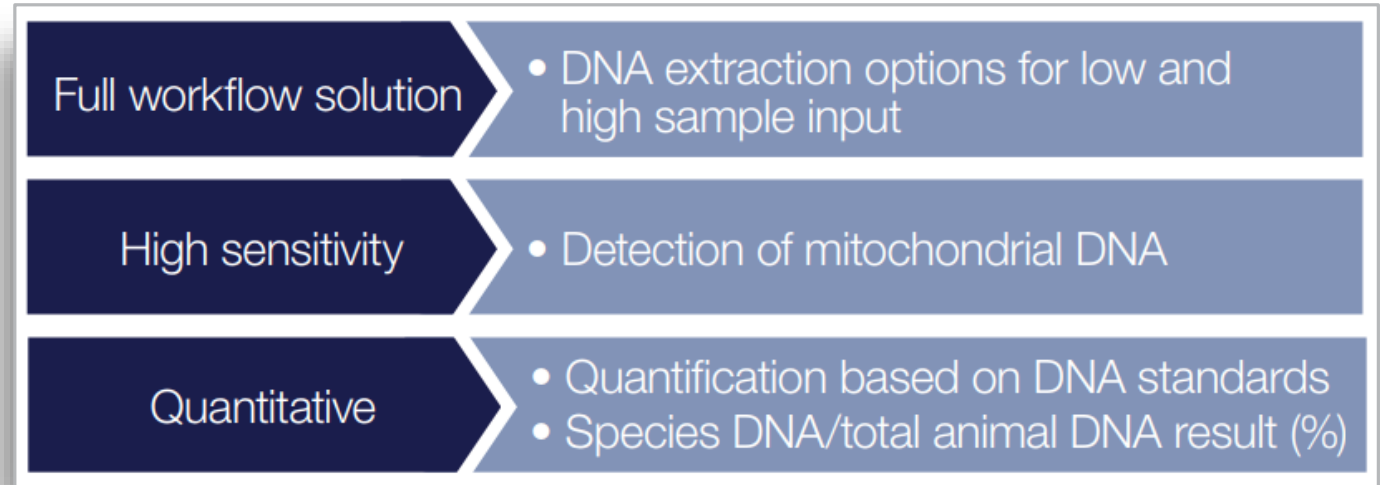 Full workflow solution
• DNA extraction options for low and
high sample input
High sensitivity
• Detection of mitochondrial DNA
Quantitative
• Quantification based on DNA standards
• Species DNA/total animal DNA result (%)